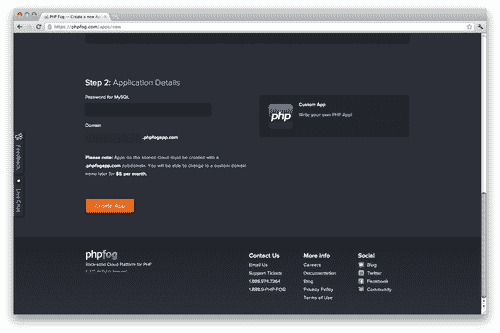 PHP Fog — Create a new App
https://phpfog.com/apps/new
Step 2: Application Details
Password for MySQL
Domain
.phpfogapp.com
Please note: Apps on the shared cloud must be created with a
.phpfogapp.com subdomain. You will be able to change to a custom domain
name later for $5 per month.
Create App
php
Custom App
Write your own PHP App!
Feedback
Live Chat
phpfog
Cloud Platform for PHP
Contact Us
Email Us
Support Tickets
1.888.974.7364
1.888.9-PHP-FOG
More Info
Careers
Documentation
Blog
Privacy Policy
Terms of Use
Social
Blog
Twitter
Facebook
Community